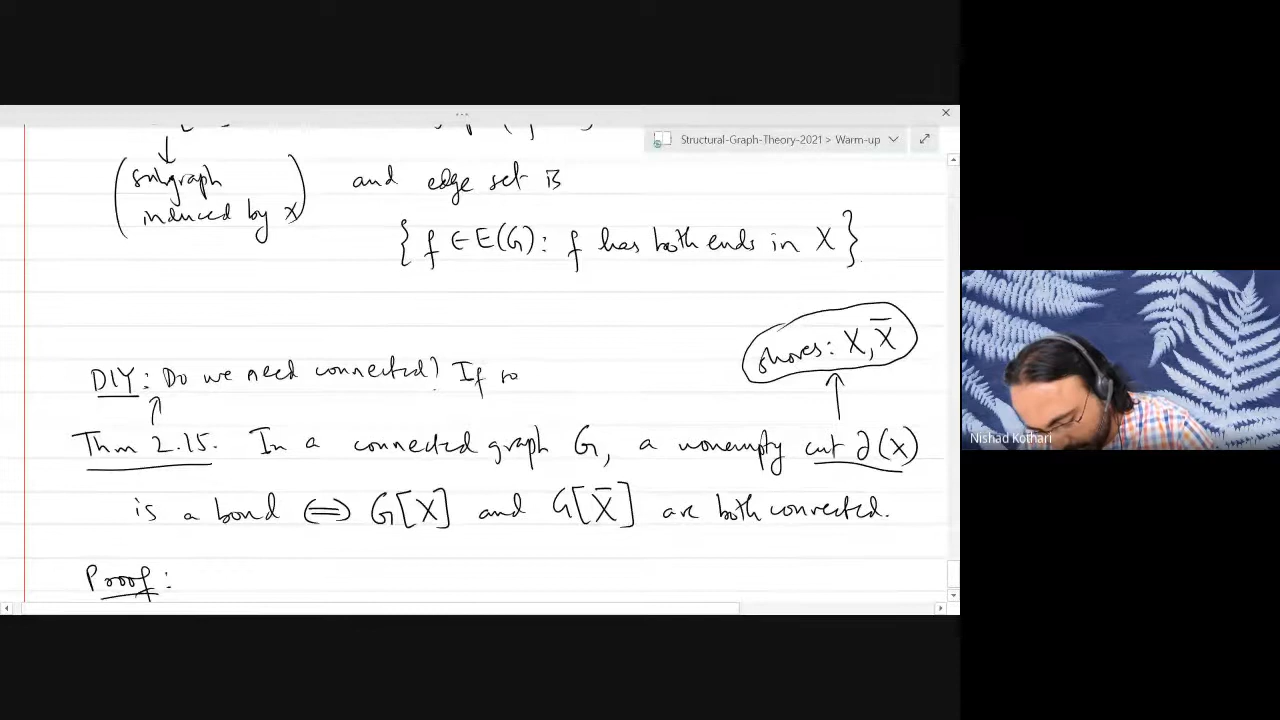 Structural-Graph-Theory-2021 > Warm-up
(subgraph induced by X)
and edge set is
{f ∈ E(G): f has both ends in X}.
shores: X, X̄
DIY: Do we need connected? If so
Thm 2.15. In a connected graph G, a nonempty cut ∂(X)
is a bond ⟺ G[X] and G[X̄] are both connected.
Proof:
Nishad Kothari